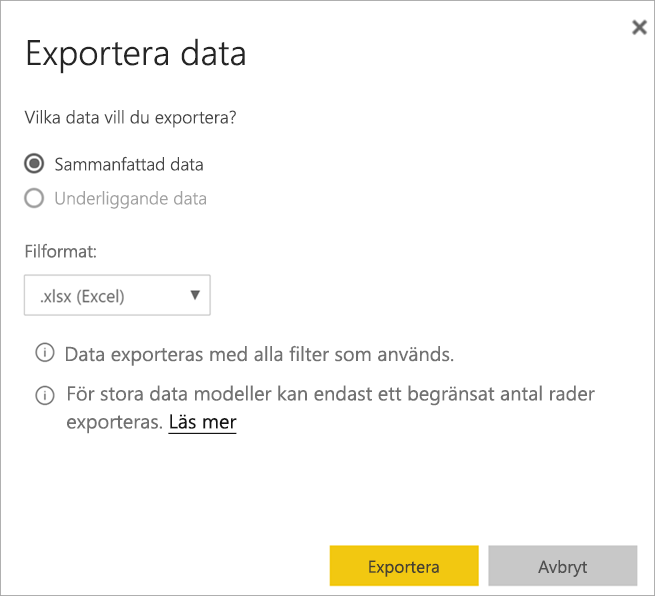 Exportera data
Vilka data vill du exportera?
Sammanfattad data
Underliggande data
Filformat:
.xlsx (Excel)
Data exporteras med alla filter som används.
För stora data modeller kan endast ett begränsat antal rader
exporteras. Läs mer
Exportera
Avbryt